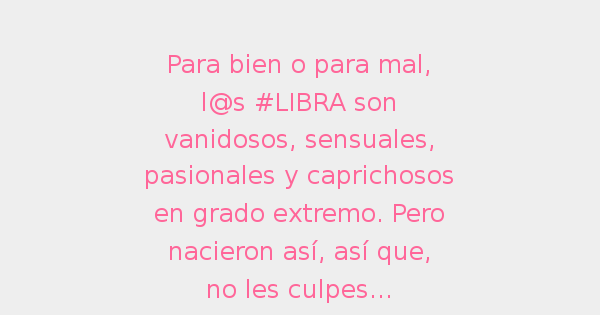 Para bien o para mal,
l@s #LIBRA son
vanidosos, sensuales,
pasionales y caprichosos
en grado extremo. Pero
nacieron así, así que,
no les culpes...